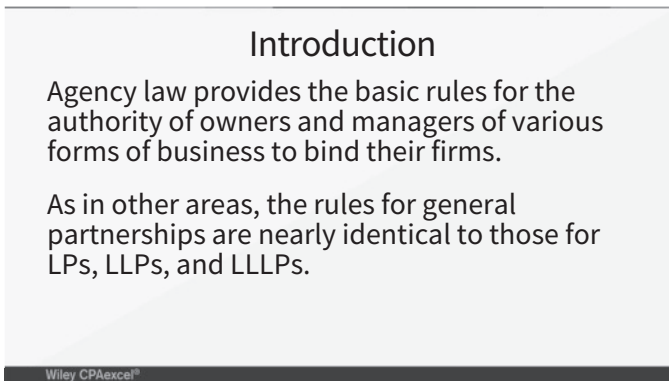 Introduction
Agency law provides the basic rules for the
authority of owners and managers of various
forms of business to bind their firms.
As in other areas, the rules for general
partnerships are nearly identical to those for
LPs, LLPs, and LLLPs.
Wiley CPAexcel®